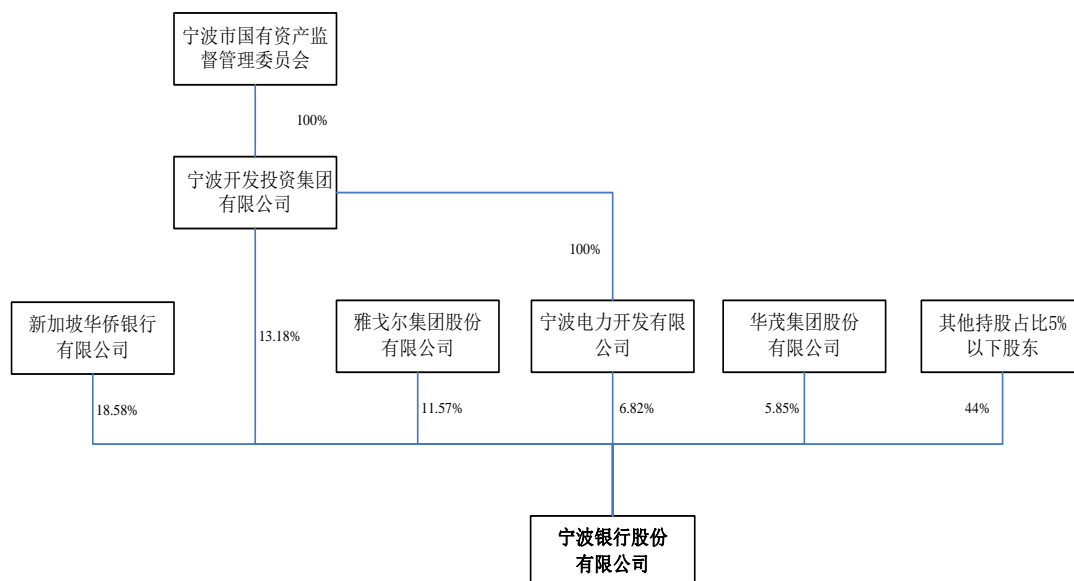 宁波市国有资产监
督管理委员会
100%
宁波开发投资集团
有限公司
100%
新加坡华侨银行
有限公司
13.18%
雅戈尔集团股份
有限公司
宁波电力开发有限
公司
华茂集团股份
有限公司
其他持股占比5%
以下股东
18.58%
11.57%
6.82%
5.85%
44%
宁波银行股份
有限公司